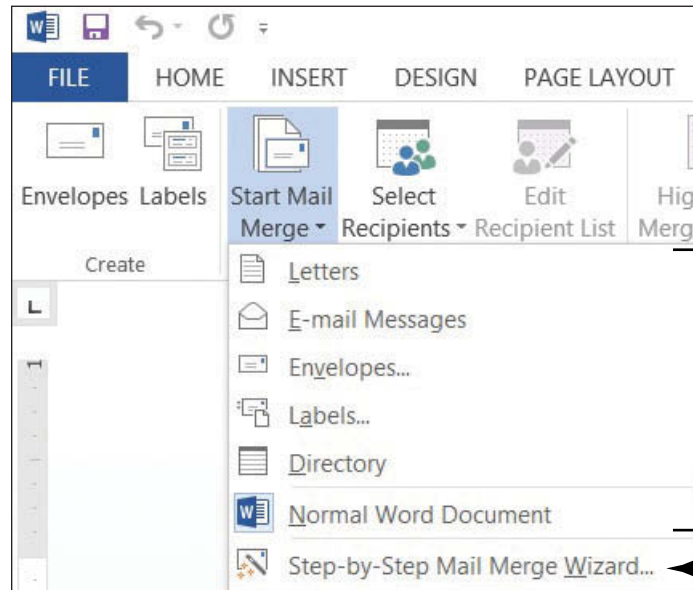 FILE HOME INSERT DESIGN PAGE LAYOUT
Envelopes Labels Start Mail Merge Select Recipients Edit Recipient List
Create
Letters
E-mail Messages
Envelopes...
Labels...
Directory
Normal Word Document
Step-by-Step Mail Merge Wizard...
1